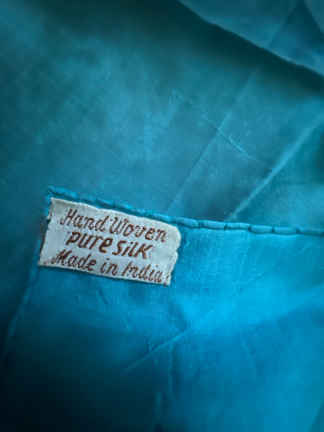 Hand Woven
PURE SiLK
Made in India